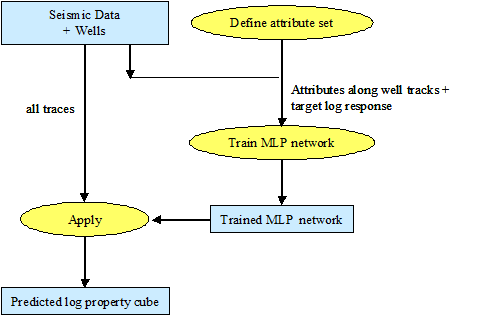 Seismic Data
+ Wells
Define attribute set
Attributes along well tracks +
target log response
all traces
Train MLP network
Apply
Trained MLP network
Predicted log property cube